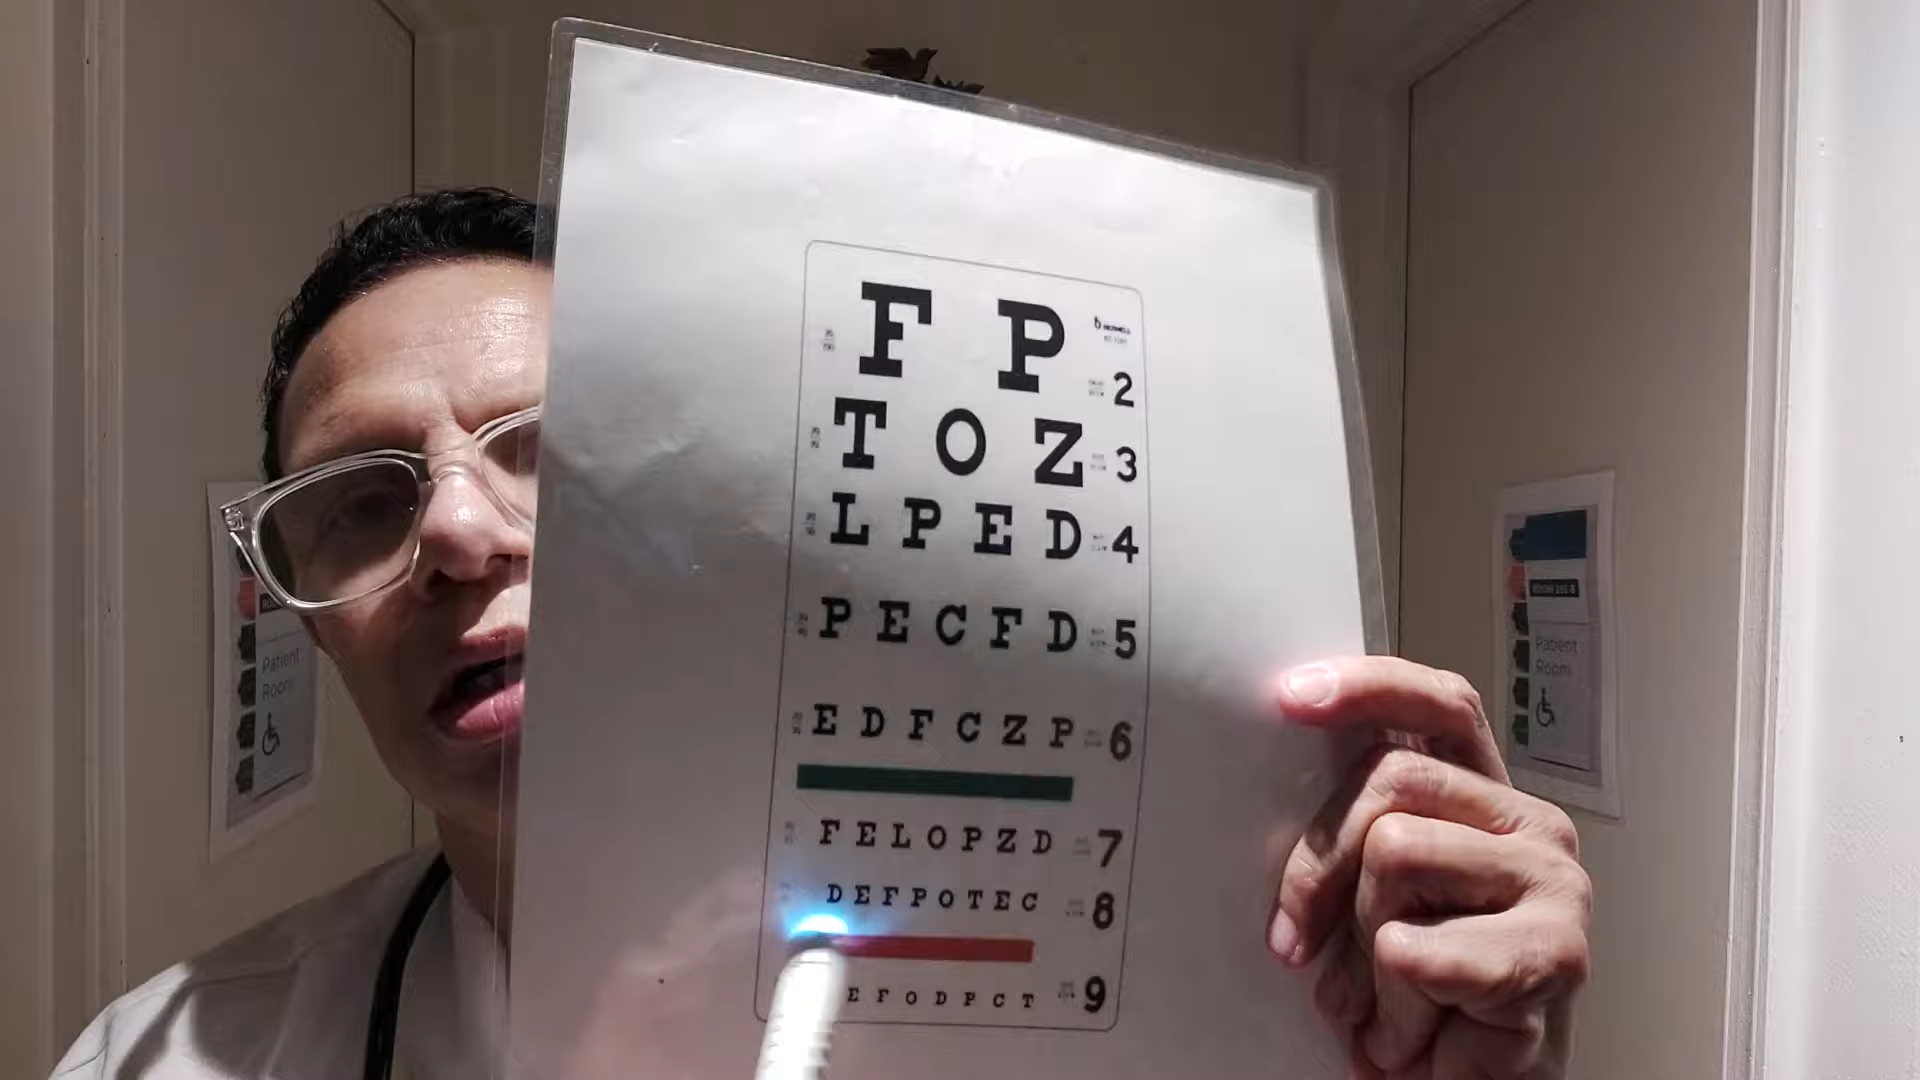 F P 2
T O Z 3
L P E D 4
P E C F D 5
E D F C Z P 6
F E L O P Z D 7
D E F P O T E C 8
E F O D P C T 9
Patient
Room
Patient
Room